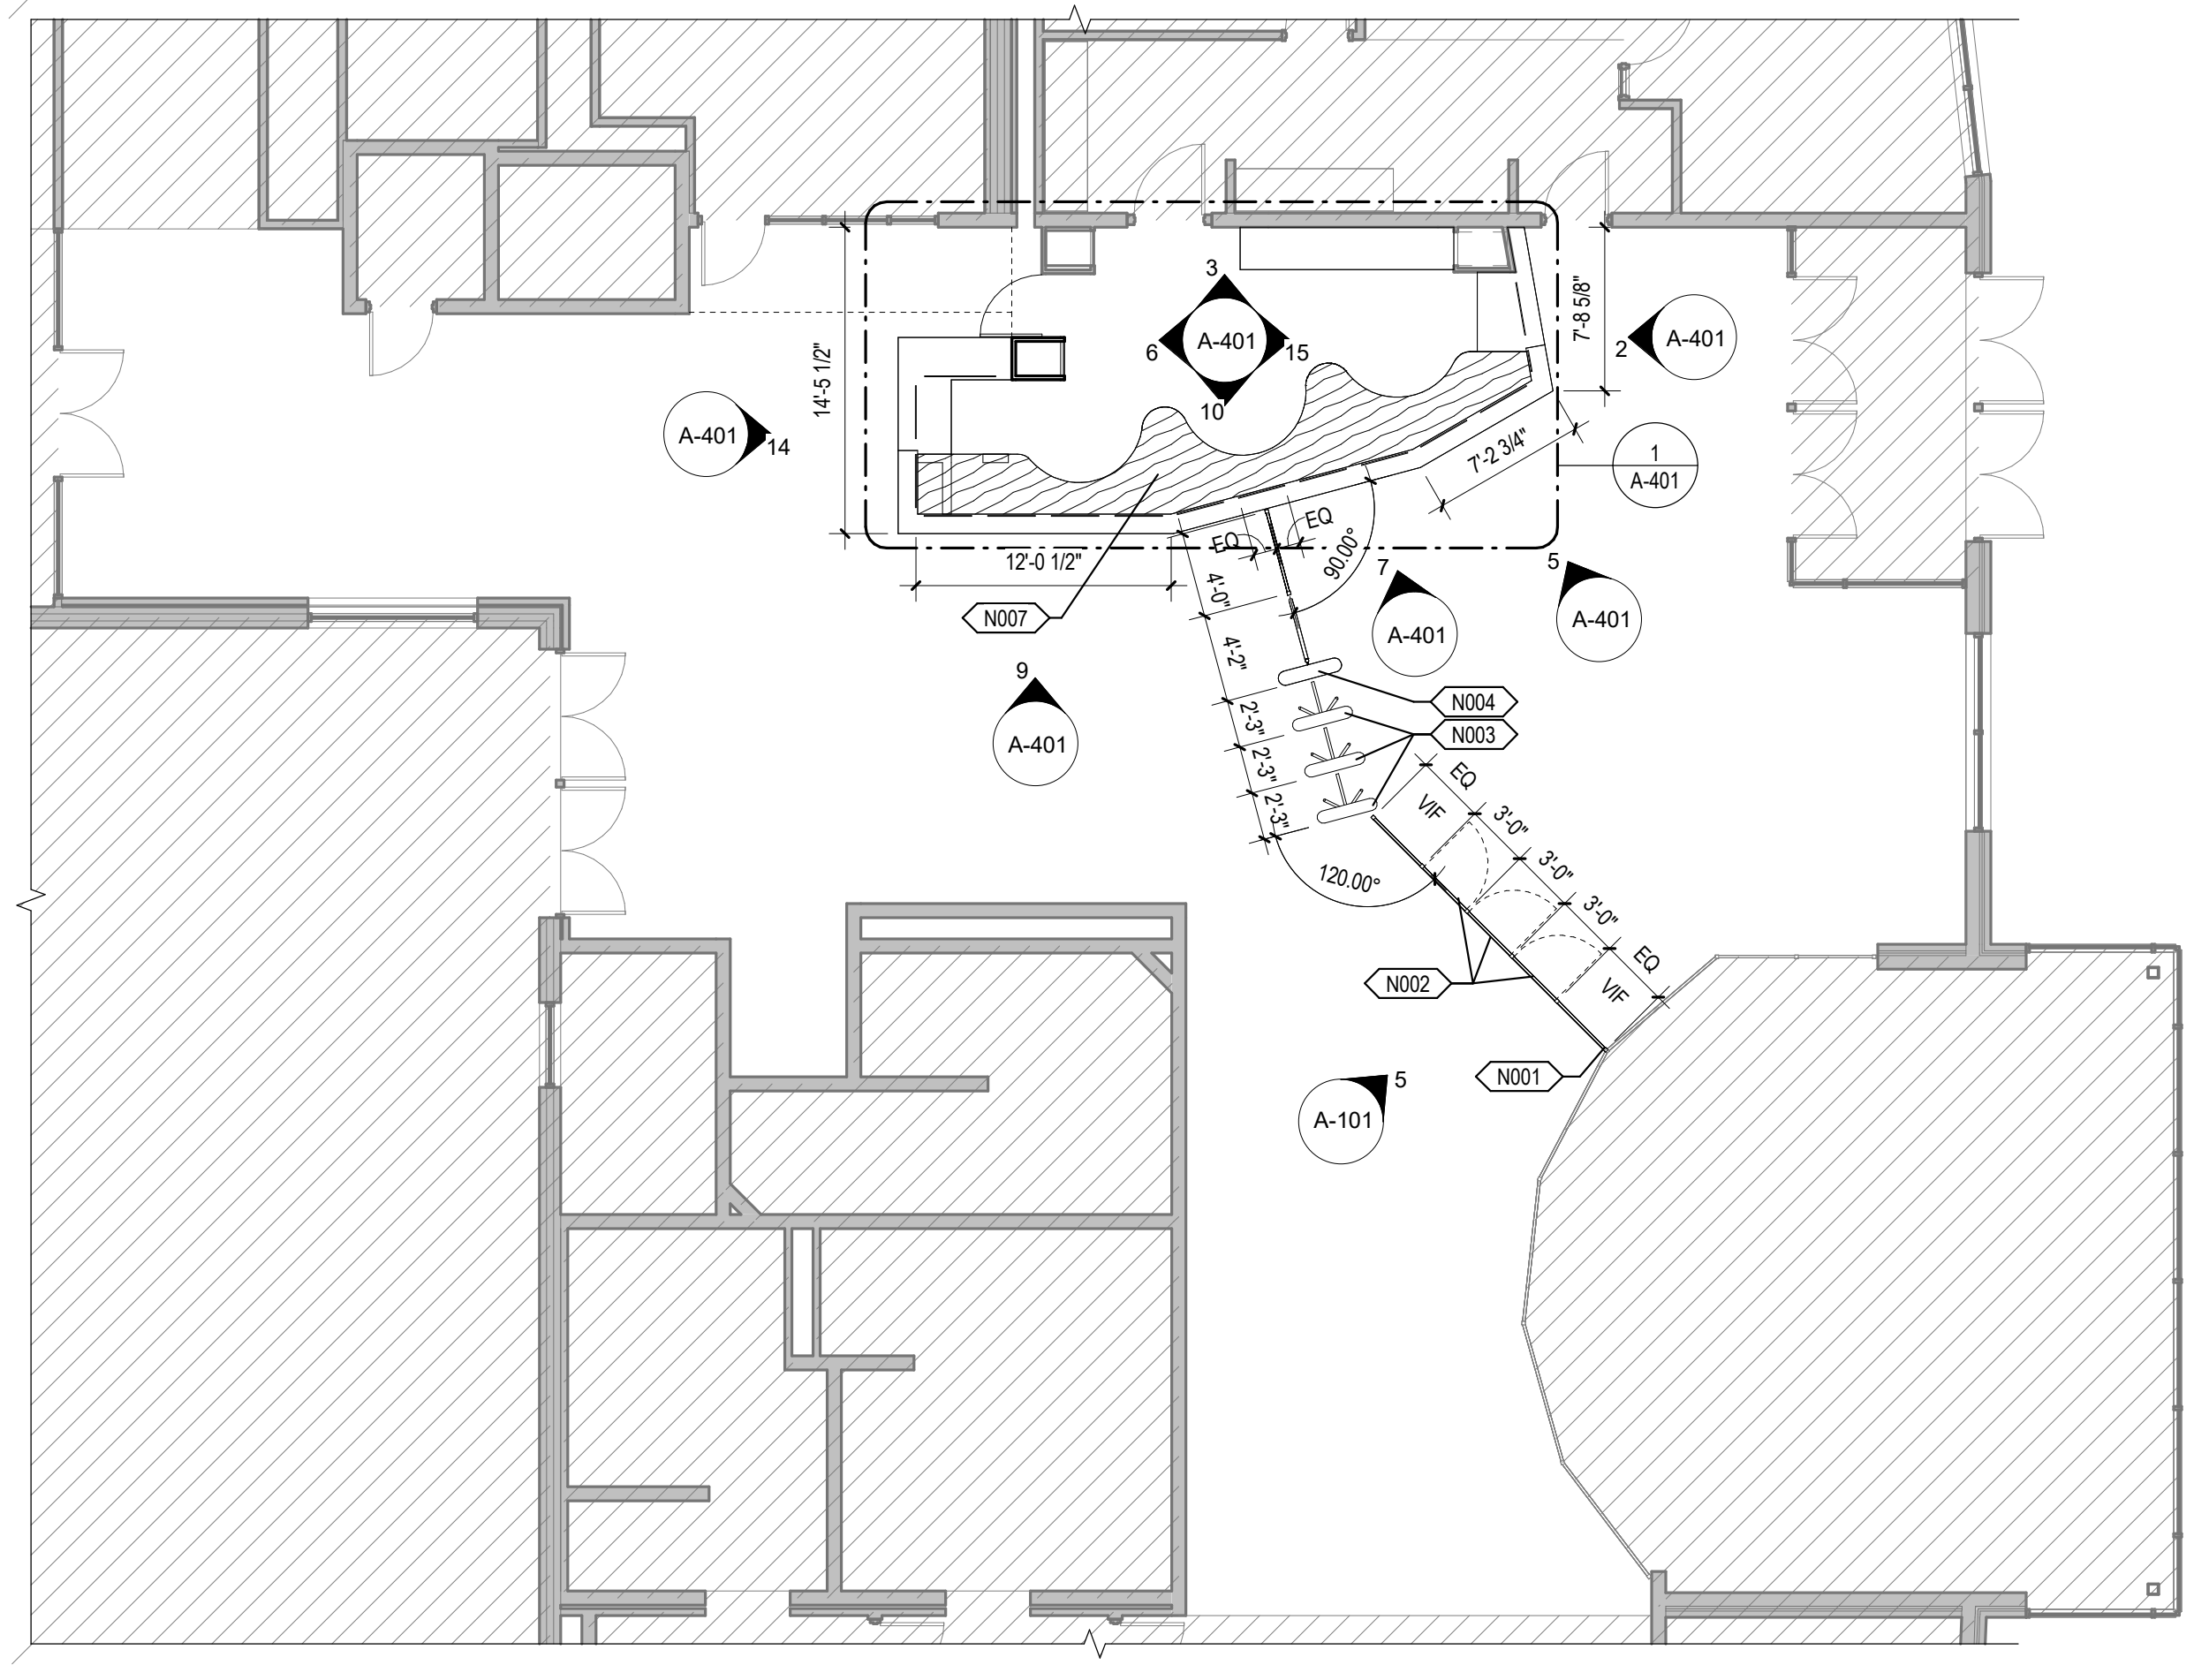 3
A-401
6
15
10
14'-5 1/2"
7'-8 5/8"
2
A-401
A-401
14
7'-2 3/4"
1
A-401
EQ
EQ
90.00°
12'-0 1/2"
N007
4'-0"
7
A-401
5
A-401
4'-2"
9
A-401
N004
N003
2'-3"
2'-3"
2'-3"
EQ
VIF
3'-0"
3'-0"
3'-0"
EQ
VIF
120.00°
N002
N001
5
A-101